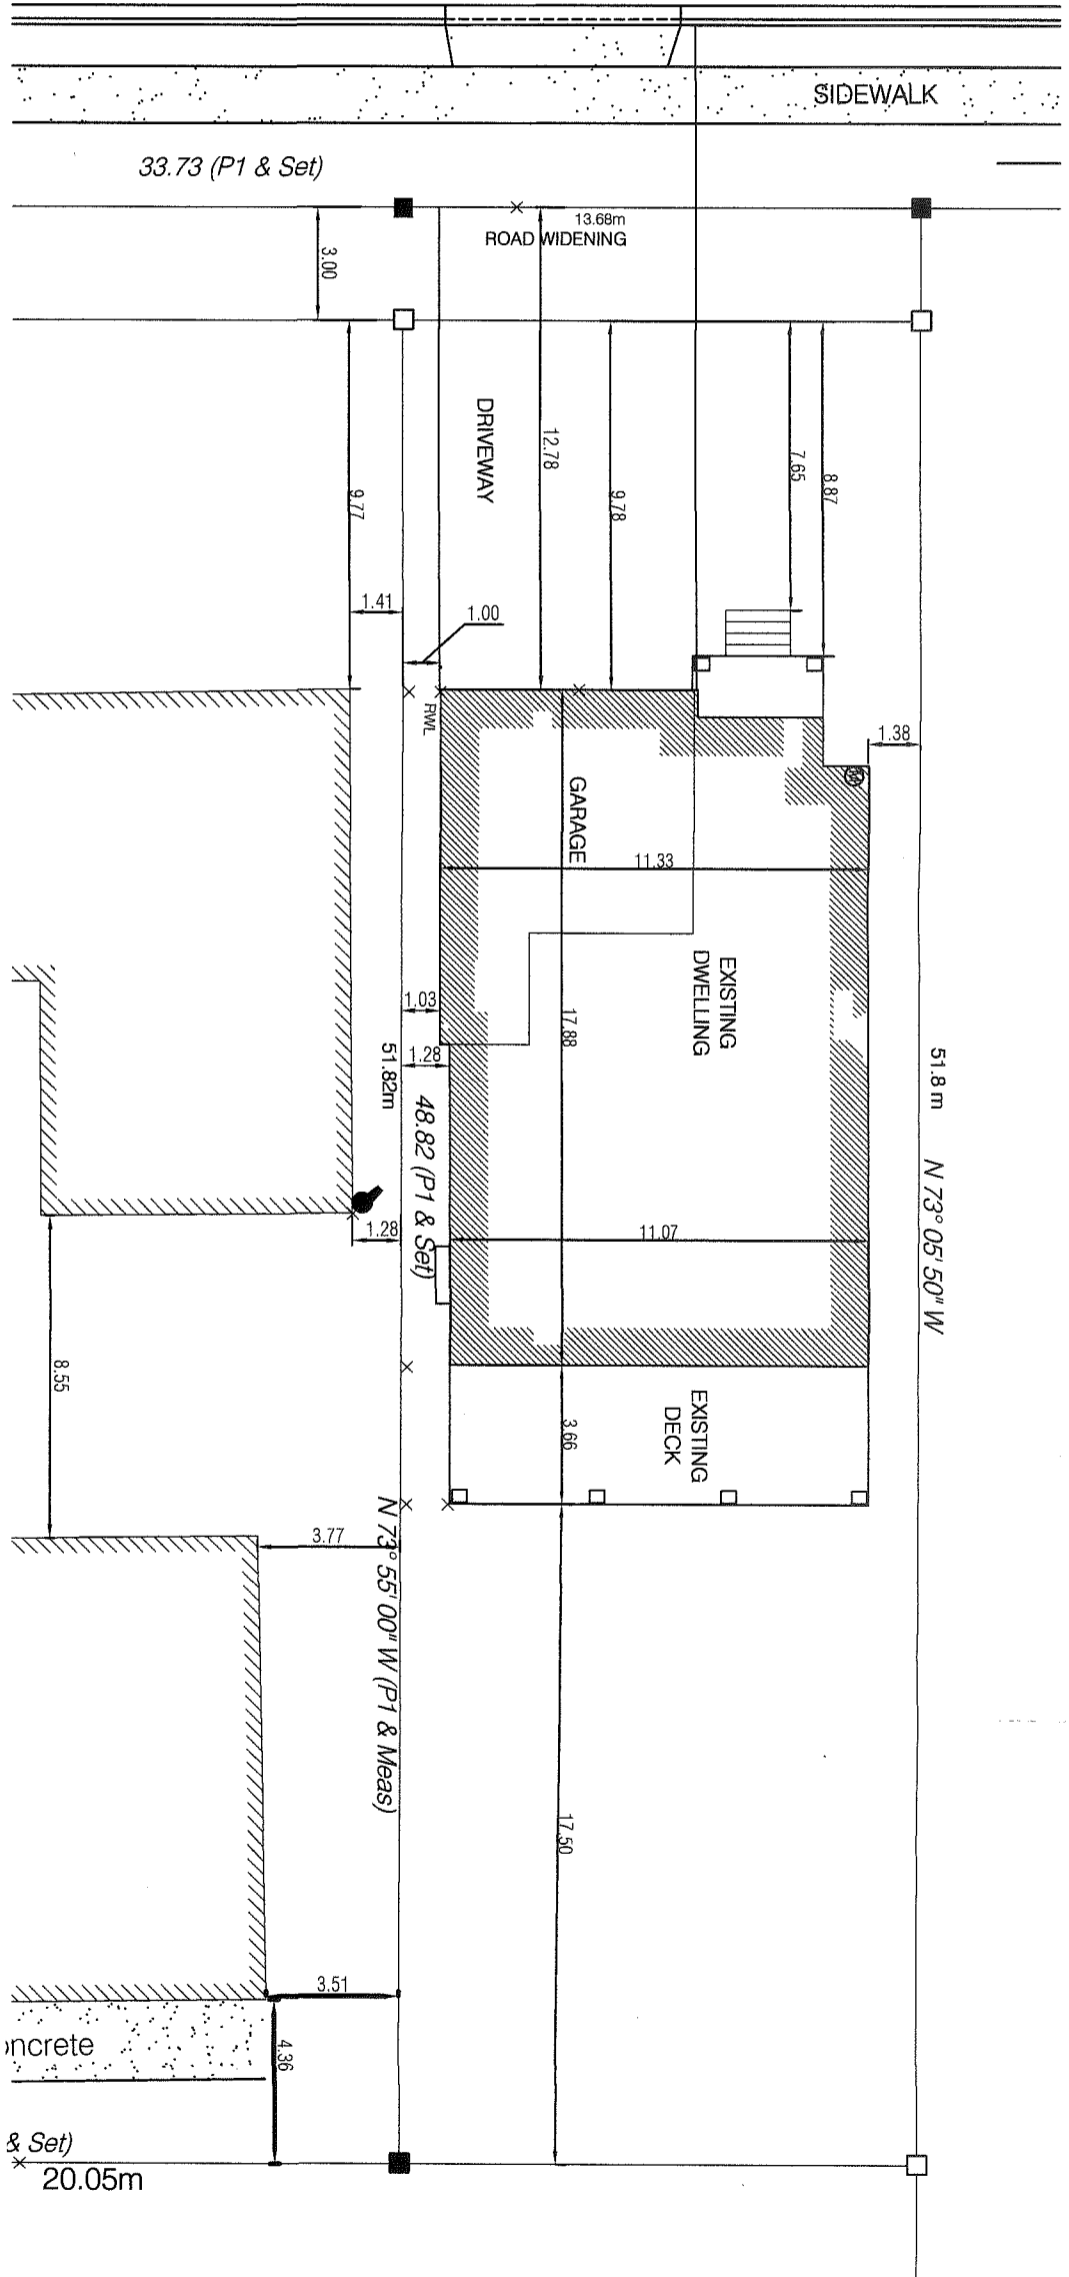 SIDEWALK
33.73 (P1 & Set)
13.68m
ROAD WIDENING
3.00
DRIVEWAY
12.78
9.78
7.65
8.87
9.77
1.41
1.00
RWL
1.38
GARAGE
11.33
EXISTING
DWELLING
1.03
17.88
1.28
51.82m
48.82 (P1 & Set)
51.8 m N 73° 05' 50" W
1.28
11.07
8.55
EXISTING
DECK
3.66
3.77
N 73° 55' 00" W (P1 & Meas)
17.50
3.51
oncrete
4.36
& Set)
20.05m